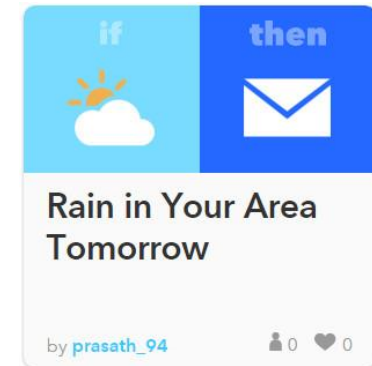 if then
Rain in Your Area
Tomorrow
by prasath_94 0 0